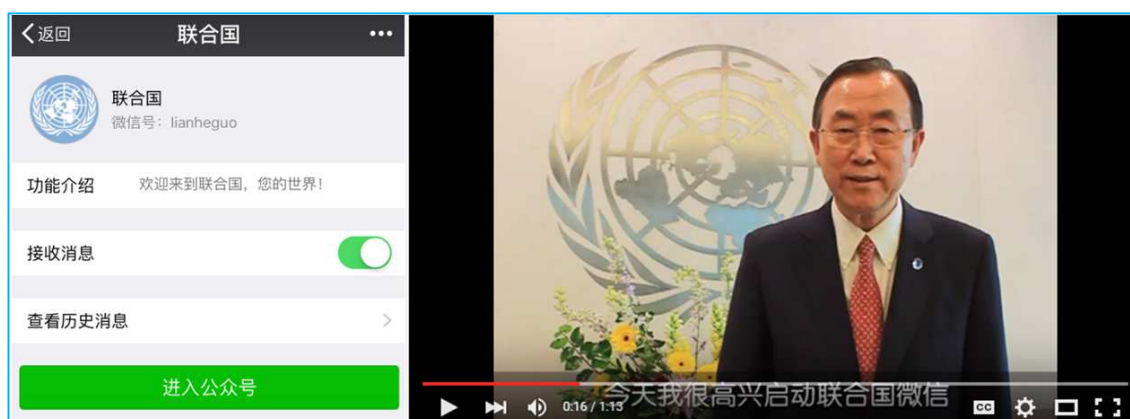 返回
联合国
联合国
微信号: lianheguo
功能介绍 欢迎来到联合国，您的世界!
接收消息
查看历史消息
进入公众号
今天我很高兴启动联合国微信
0:16 / 1:13
CC